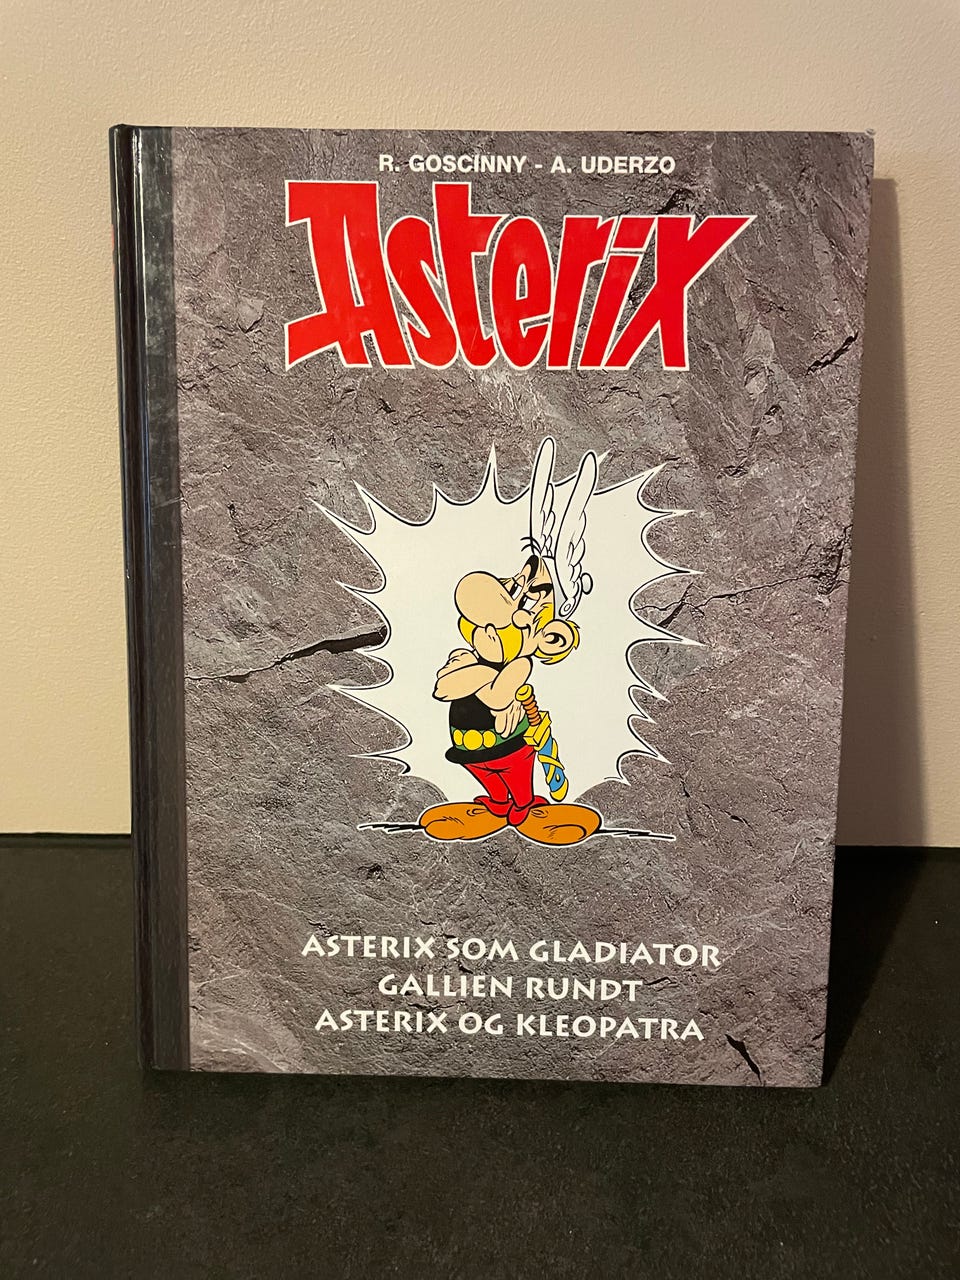 R. GOSCINNY - A. UDERZO
Asterix
ASTERIX SOM GLADIATOR
GALLIEN RUNDT
ASTERIX OG KLEOPATRA